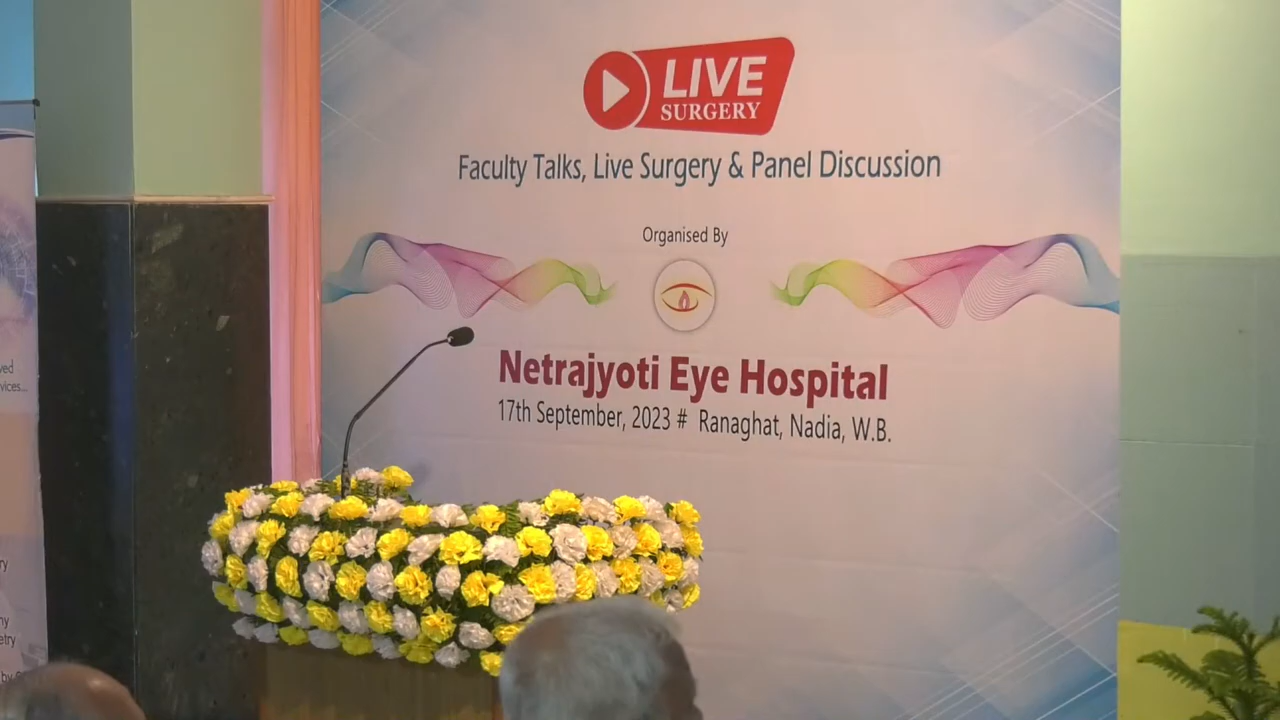 LIVE
SURGERY
Faculty Talks, Live Surgery & Panel Discussion
Organised By
Netrajyoti Eye Hospital
17th September, 2023 # Ranaghat, Nadia, W.B.